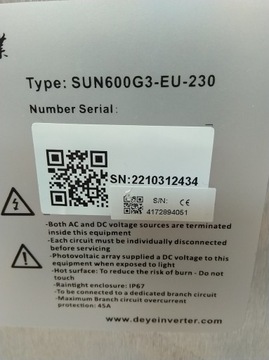 Type: SUN600G3-EU-230
Number Serial:
SN:2210312434
S/N: CE
4172894051
-Both AC and DC voltage sources are terminated
inside this equipment
-Each circuit must be individually disconnected
before servicing
-Photovoltaic array supplied a DC voltage to this
equipment when exposed to light
-Hot surface: To reduce the risk of Burn - Do not
touch
-Raintight enclosure: IP67
-To be connected to a dedicated branch circuit
-Maximum Branch circuit overcurrent
protection: 45A
www.deyeinverter.com